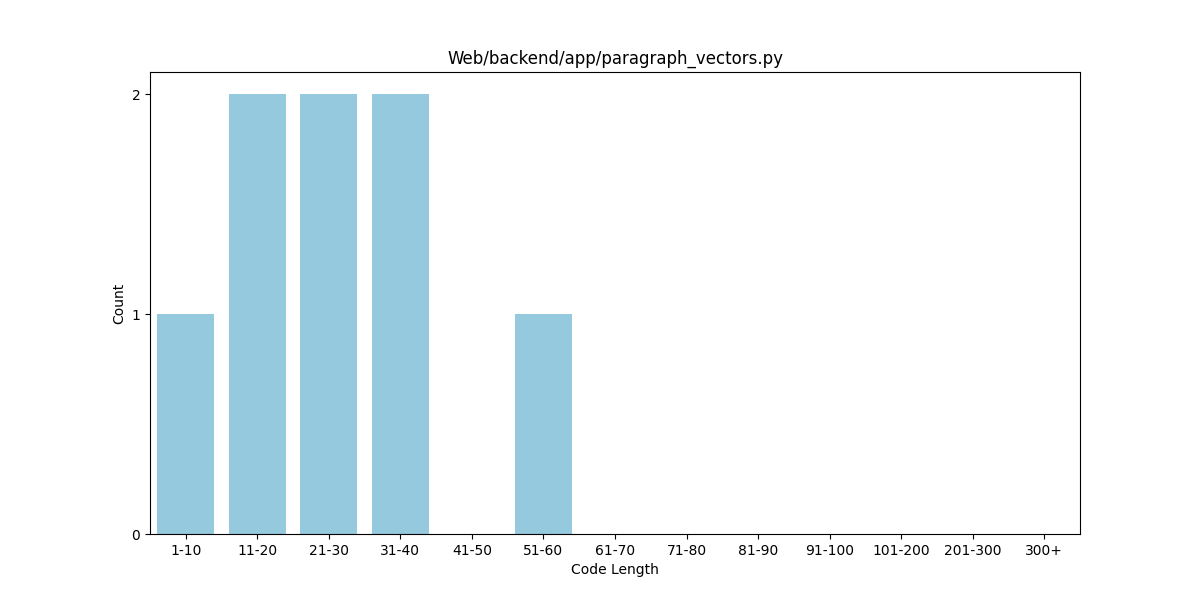 Web/backend/app/paragraph_vectors.py
2
1
0
Count
1-10 11-20 21-30 31-40 41-50 51-60 61-70 71-80 81-90 91-100 101-200 201-300 300+
Code Length